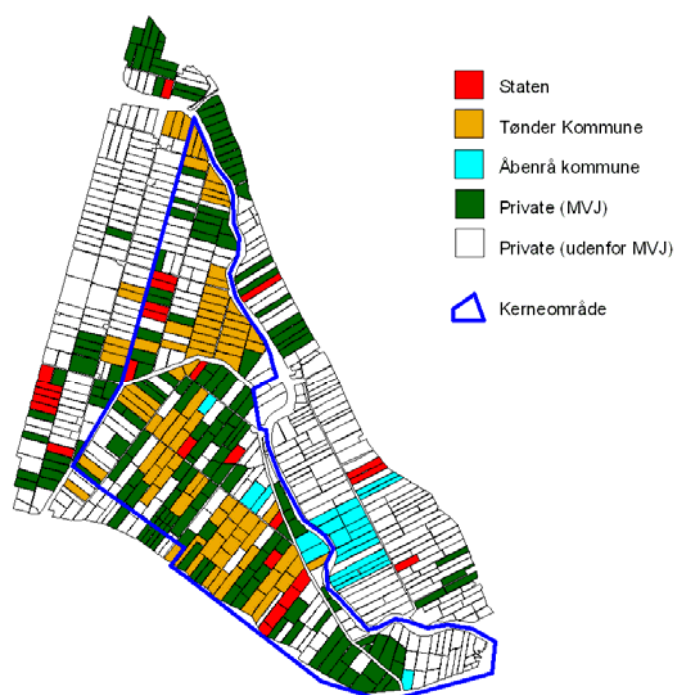 Staten
Tønder Kommune
Åbenrå kommune
Private (MVJ)
Private (udenfor MVJ)
Kerneområde